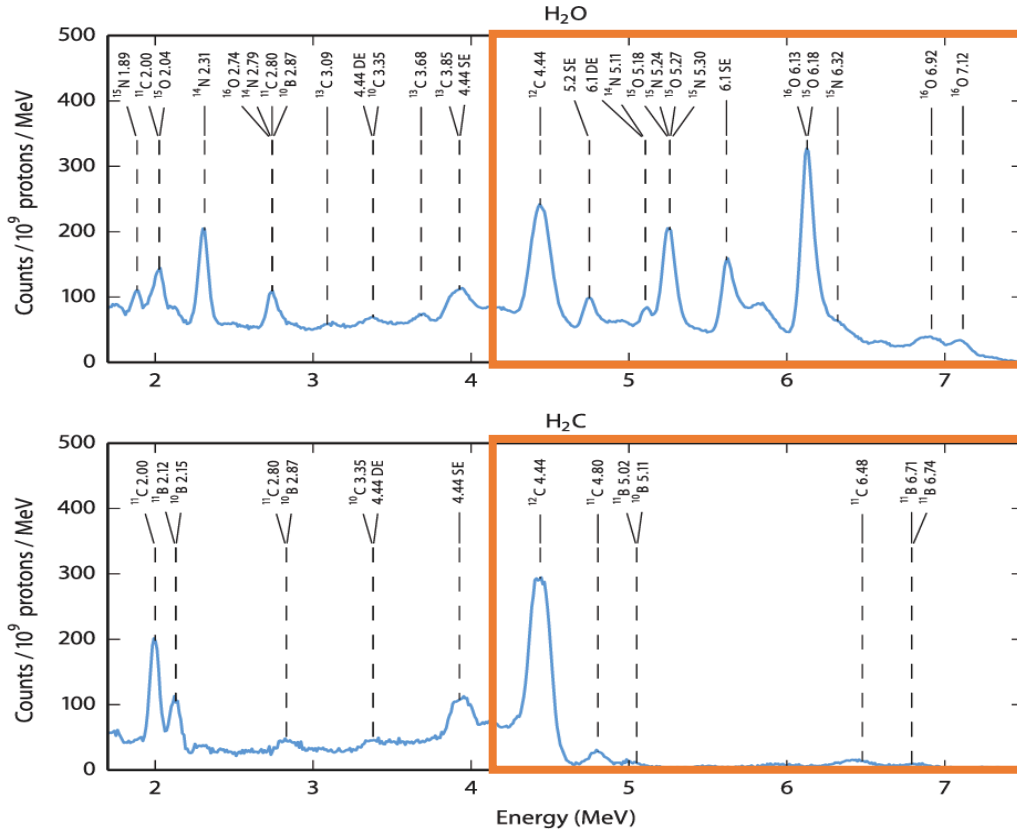 H₂O
500
400
300
200
100
0
Counts / 10⁹ protons / MeV
¹⁵N 1.89
¹¹C 2.00
¹⁵O 2.04
¹⁴N 2.31
¹⁶O 2.74
¹⁴N 2.79
¹¹C 2.80
¹⁰B 2.87
¹³C 3.09
4.44 DE
¹⁰C 3.35
¹³C 3.68
¹³C 3.85
4.44 SE
¹²C 4.44
5.2 SE
6.1 DE
¹⁴N 5.11
¹⁵O 5.18
¹⁵N 5.24
¹⁵O 5.27
¹⁵N 5.30
6.1 SE
¹⁶O 6.13
¹⁵O 6.18
¹⁵N 6.32
¹⁶O 6.92
¹⁶O 7.12
2 3 4 5 6 7
H₂C
500
400
300
200
100
0
Counts / 10⁹ protons / MeV
¹¹C 2.00
¹¹B 2.12
¹⁰B 2.15
¹¹C 2.80
¹⁰B 2.87
¹⁰C 3.35
4.44 DE
4.44 SE
¹²C 4.44
¹¹C 4.80
¹¹B 5.02
¹⁰B 5.11
¹¹C 6.48
¹¹B 6.71
¹¹B 6.74
2 3 4 5 6 7
Energy (MeV)